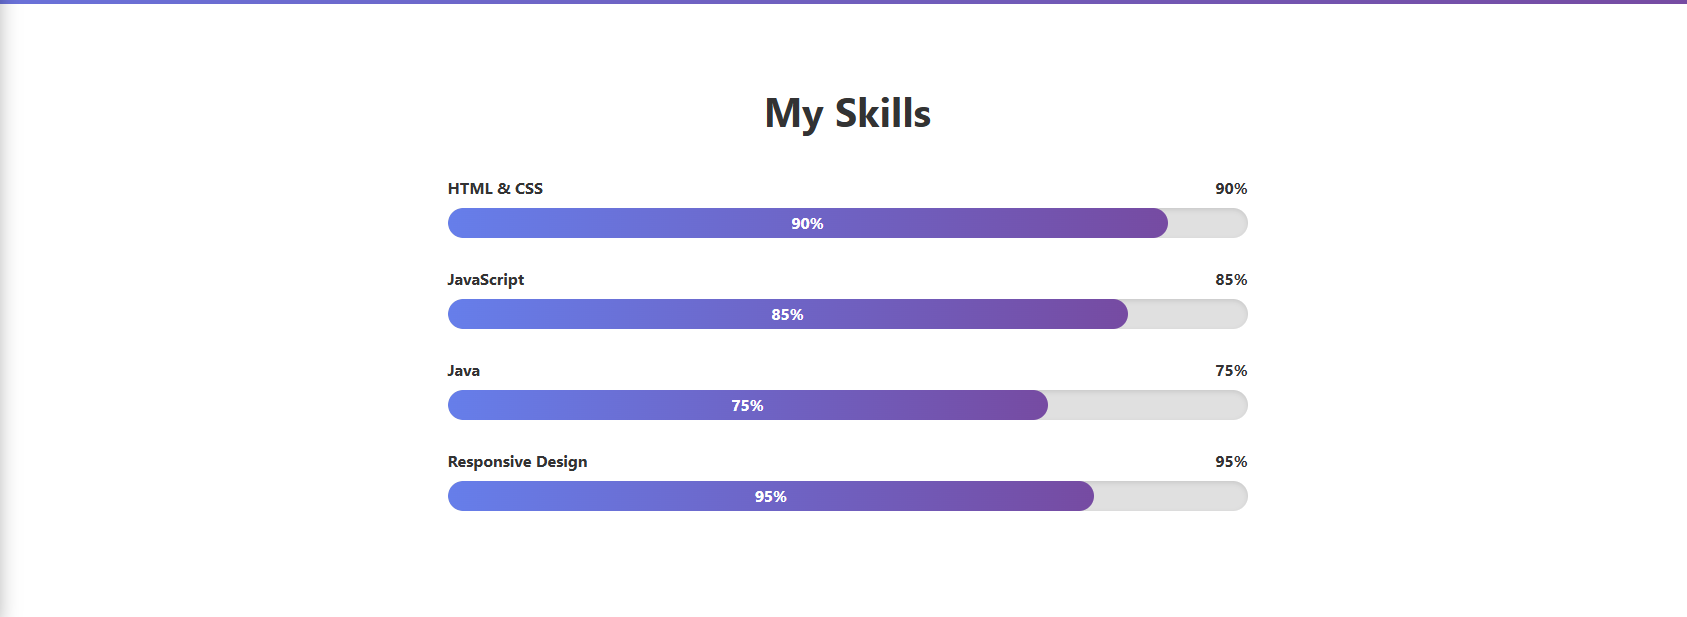 My Skills
HTML & CSS 90%
90%
JavaScript 85%
85%
Java 75%
75%
Responsive Design 95%
95%